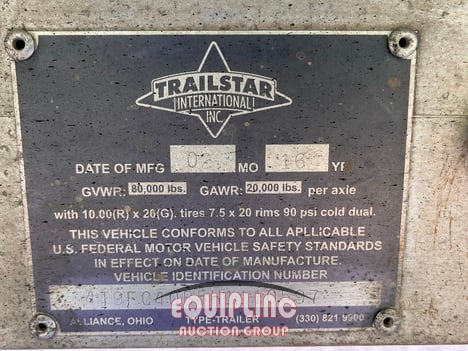 TRAILSTAR
INTERNATIONAL
INC.
DATE OF MFG 02 MO 16 YR
GVWR: 80,000 lbs. GAWR: 20,000 lbs. per axle
with 10.00(R) x 20(G). tires 7.5 x 20 rims 90 psi cold dual.
THIS VEHICLE CONFORMS TO ALL APLLICABLE
U.S. FEDERAL MOTOR VEHICLE SAFETY STANDARDS
IN EFFECT ON DATE OF MANUFACTURE.
VEHICLE IDENTIFICATION NUMBER
EQUIPLINC
AUCTION GROUP
ALLIANCE, OHIO TYPE-TRAILER (330) 821-9900